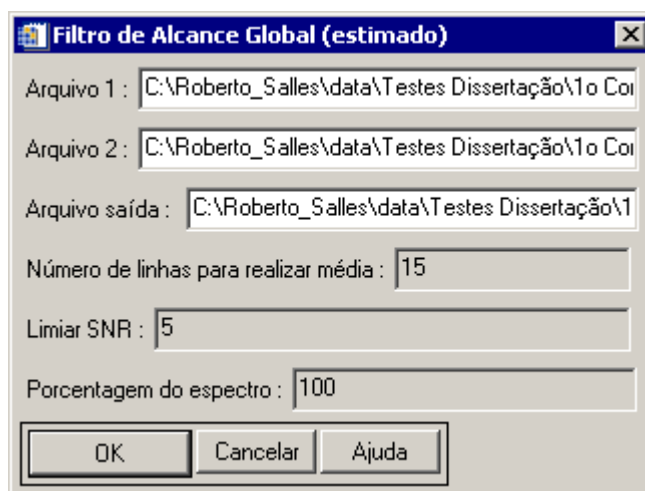 Filtro de Alcance Global (estimado)
Arquivo 1 : C:\Roberto_Salles\data\Testes Dissertação\1o Co
Arquivo 2 : C:\Roberto_Salles\data\Testes Dissertação\1o Co
Arquivo saída : C:\Roberto_Salles\data\Testes Dissertação\1
Número de linhas para realizar média : 15
Limiar SNR : 5
Porcentagem do espectro : 100
OK Cancelar Ajuda